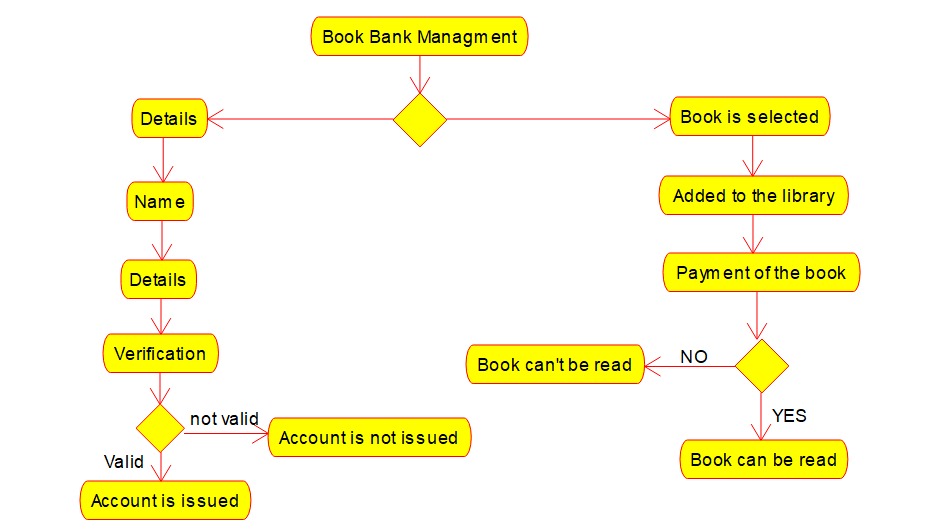 Book Bank Managment
Details
Book is selected
Name
Added to the library
Details
Payment of the book
Verification
NO
Book can't be read
not valid
YES
Account is not issued
Valid
Book can be read
Account is issued